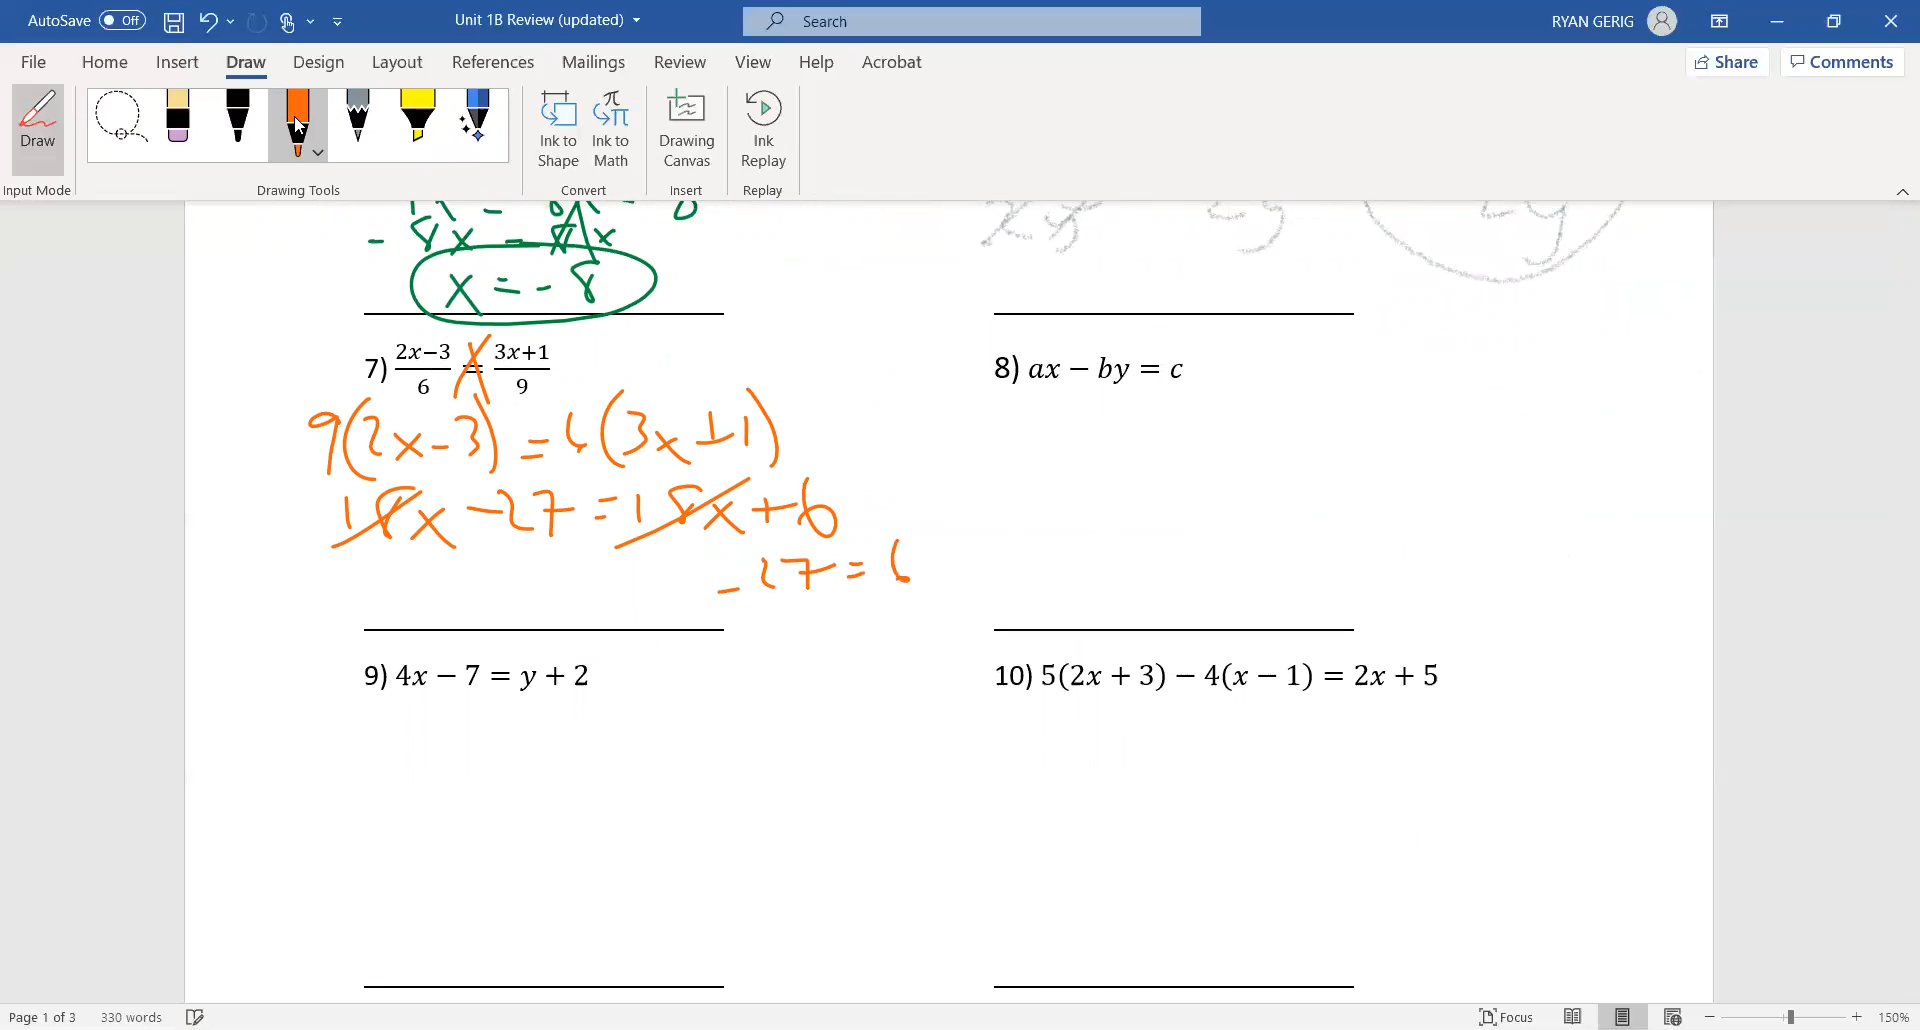 AutoSave Off Unit 1B Review (updated) Search RYAN GERIG
File Home Insert Draw Design Layout References Mailings Review View Help Acrobat Share Comments
Draw Ink to Shape Ink to Math Drawing Canvas Ink Replay
Input Mode Drawing Tools Convert Insert Replay
- 8x = 8x
x = - 8
7) (2x−3)/6 = (3x+1)/9
8) ax − by = c
9(2x-3) = 6(3x+1)
18x - 27 = 18x + 6
- 27 = 6
9) 4x − 7 = y + 2
10) 5(2x + 3) − 4(x − 1) = 2x + 5
Page 1 of 3 330 words Focus 150%